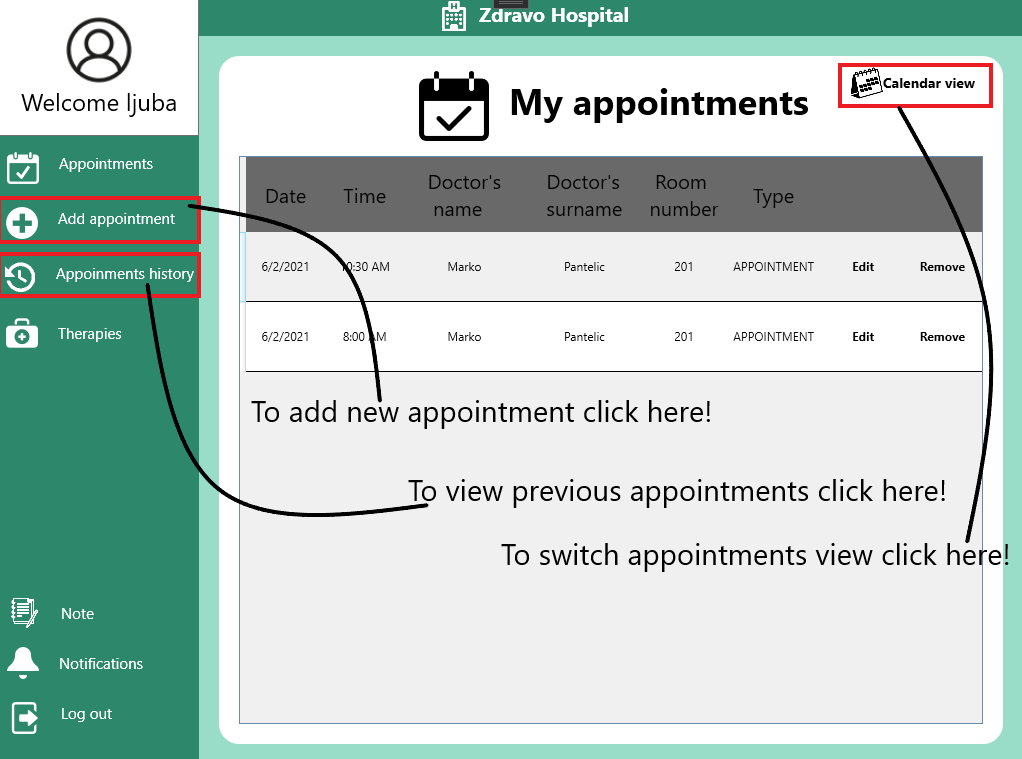 Zdravo Hospital
Welcome ljuba
Appointments
Add appointment
Appoinments history
Therapies
Note
Notifications
Log out
My appointments
Calendar view
Date Time Doctor's name Doctor's surname Room number Type
6/2/2021 10:30 AM Marko Pantelic 201 APPOINTMENT Edit Remove
6/2/2021 8:00 AM Marko Pantelic 201 APPOINTMENT Edit Remove
To add new appointment click here!
To view previous appointments click here!
To switch appointments view click here!